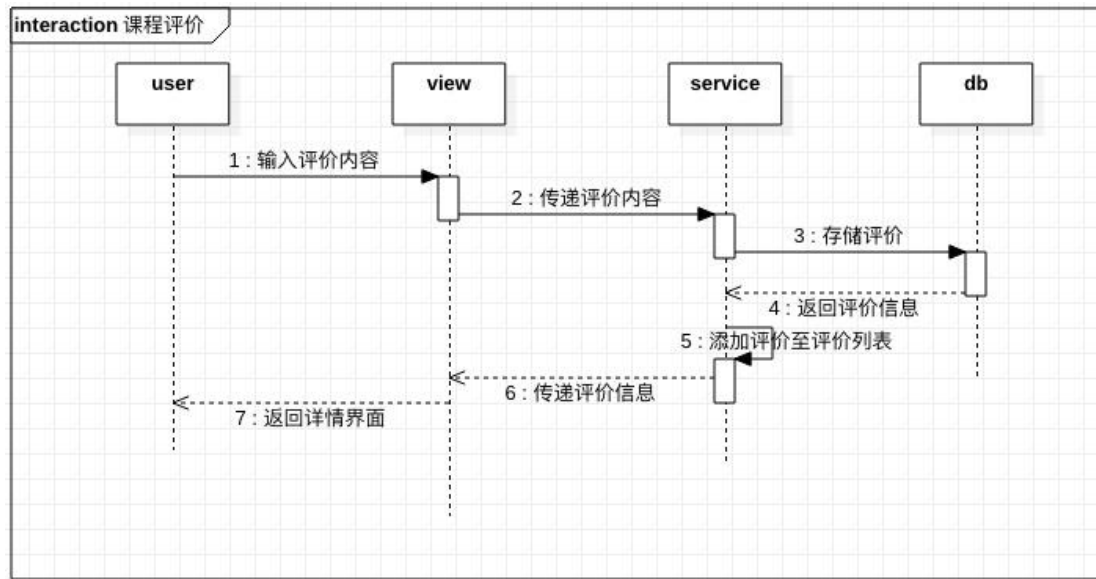 interaction 课程评价
user
view
service
db
1 : 输入评价内容
2 : 传递评价内容
3 : 存储评价
4 : 返回评价信息
5 : 添加评价至评价列表
6 : 传递评价信息
7 : 返回详情界面